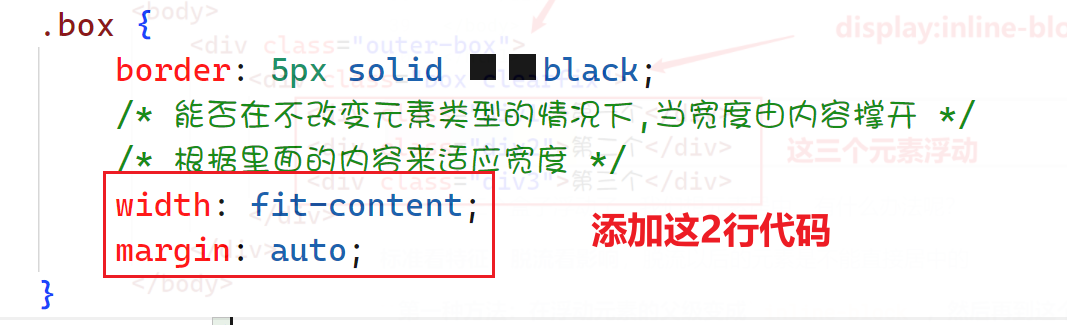 <body>
.box {
<div class="outer-box">
display:inline-blo
border: 5px solid black;
<div class="box clearfix
/* 能否在不改变元素类型的情况下,当宽度由内容撑开 */
/* 根据里面的内容来适应宽度 */
这三个元素浮动
<div class="div3">第三个</div>
width: fit-content;
添加这2行代码
margin: auto;
</body>
}